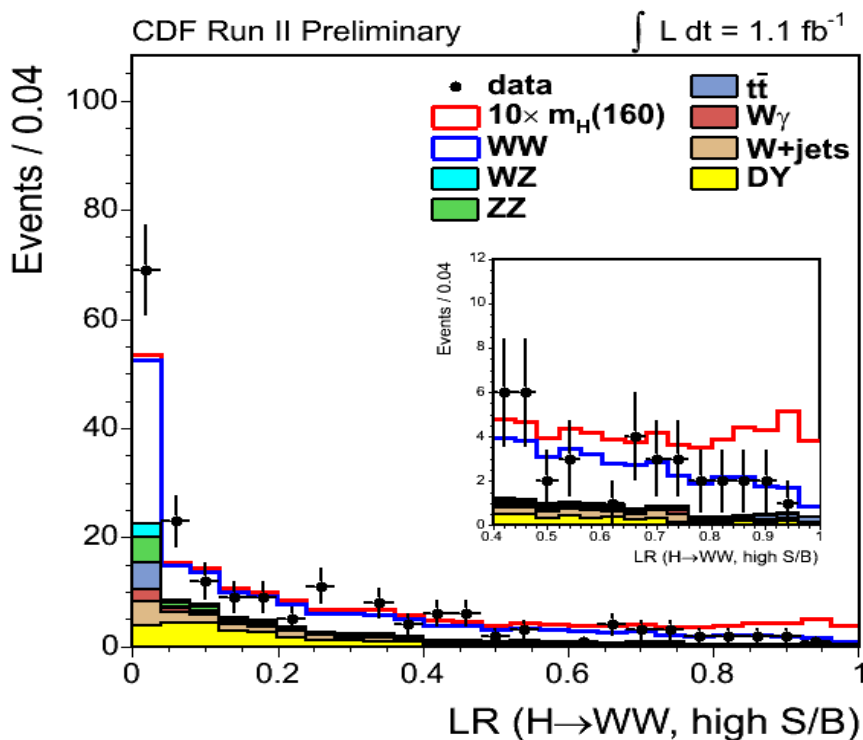 CDF Run II Preliminary
∫ L dt = 1.1 fb⁻¹
Events / 0.04
100
80
60
40
20
0
data
10× m_H(160)
WW
WZ
ZZ
tt̄
Wγ
W+jets
DY
Events / 0.04
12
10
8
6
4
2
0
0.4 0.5 0.6 0.7 0.8 0.9 1
LR (H→WW, high S/B)
0 0.2 0.4 0.6 0.8 1
LR (H→WW, high S/B)